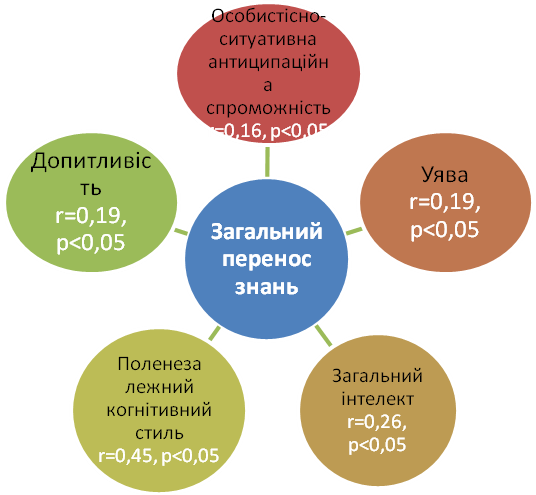 Особистісно-
ситуативна
антиципаційн
а
спроможність
r=0,16, p<0,05
Допитливіс
ть
r=0,19,
p<0,05
Уява
r=0,19,
p<0,05
Загальний
перенос
знань
Поленеза
лежний
когнітивний
стиль
r=0,45, p<0,05
Загальний
інтелект
r=0,26,
p<0,05